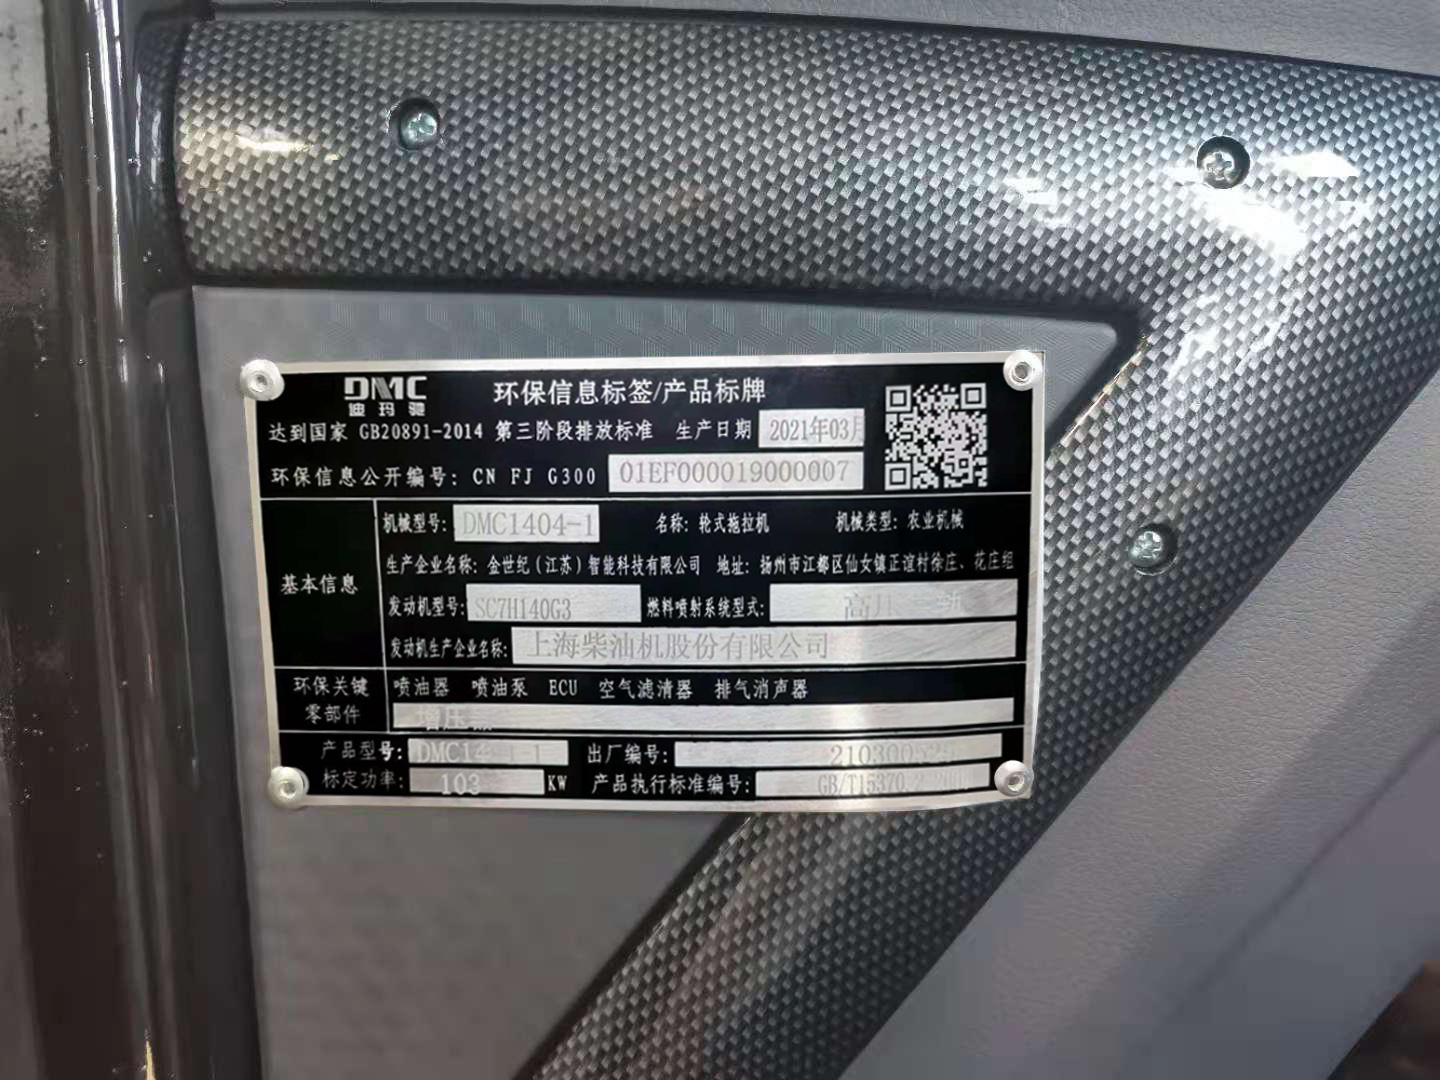 DMC 环保信息标签/产品标牌
迪玛驰
达到国家 GB20891-2014 第三阶段排放标准 生产日期 2021年03月
环保信息公开编号: CN FJ G300 01EF000019000007
机械型号: DMC1404-1 名称: 轮式拖拉机 机械类型: 农业机械
生产企业名称: 金世纪(江苏)智能科技有限公司 地址: 扬州市江都区仙女镇正谊村徐庄、花庄组
基本信息
发动机型号: SC7H140G3 燃料喷射系统型式: 高
发动机生产企业名称: 上海柴油机股份有限公司
环保关键 喷油器 喷油泵 ECU 空气滤清器 排气消声器
零部件 增压器
产品型号: DMC1404-1 出厂编号:
标定功率: 103 KW 产品执行标准编号: GB/T15370.2